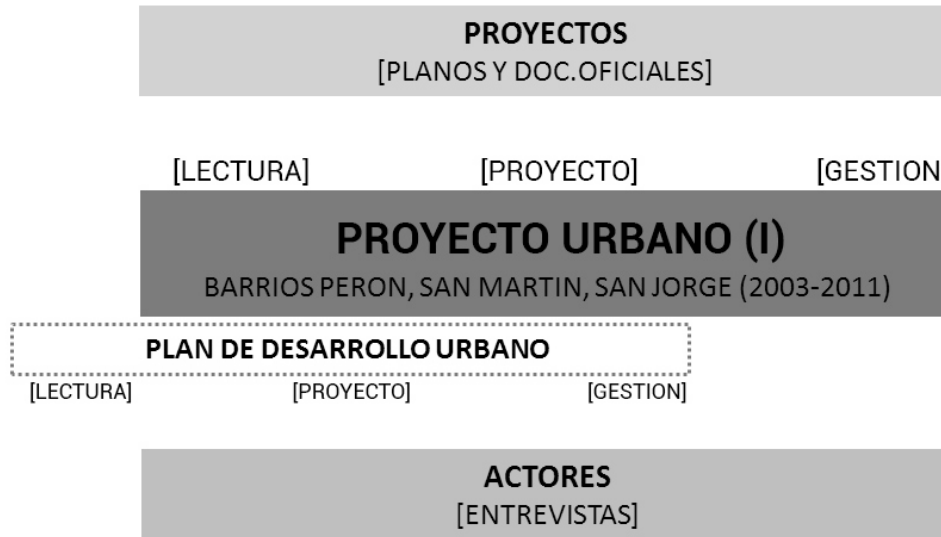 PROYECTOS
[PLANOS Y DOC.OFICIALES]
[LECTURA] [PROYECTO] [GESTION
PROYECTO URBANO (I)
BARRIOS PERON, SAN MARTIN, SAN JORGE (2003-2011)
PLAN DE DESARROLLO URBANO
[LECTURA] [PROYECTO] [GESTION]
ACTORES
[ENTREVISTAS]